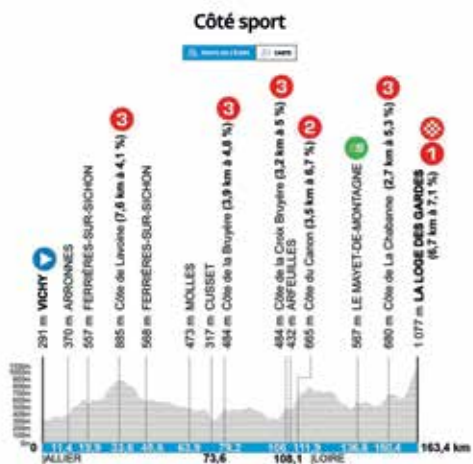 Côté sport
CARTE
3
3
3
2
3
1
291 m VICHY
370 m ARRONNES
557 m FERRIÈRES-SUR-SICHON
885 m Côte de Lavoine (7,6 km à 4,1 %)
568 m FERRIÈRES-SUR-SICHON
473 m MOLLES
317 m CUSSET
484 m Côte de la Bruyère (3,9 km à 4,8 %)
484 m Côte de la Croix Bruyère (3,2 km à 5 %)
432 m ARFEUILLES
665 m Côte du Canon (3,5 km à 6,7 %)
567 m LE MAYET-DE-MONTAGNE
680 m Côte de La Chabanne (2,7 km à 5,3 %)
1 077 m LA LOGE DES GARDES
(6,7 km à 7,1 %)
0
163,4 km
ALLIER
73,6
108,1
LOIRE